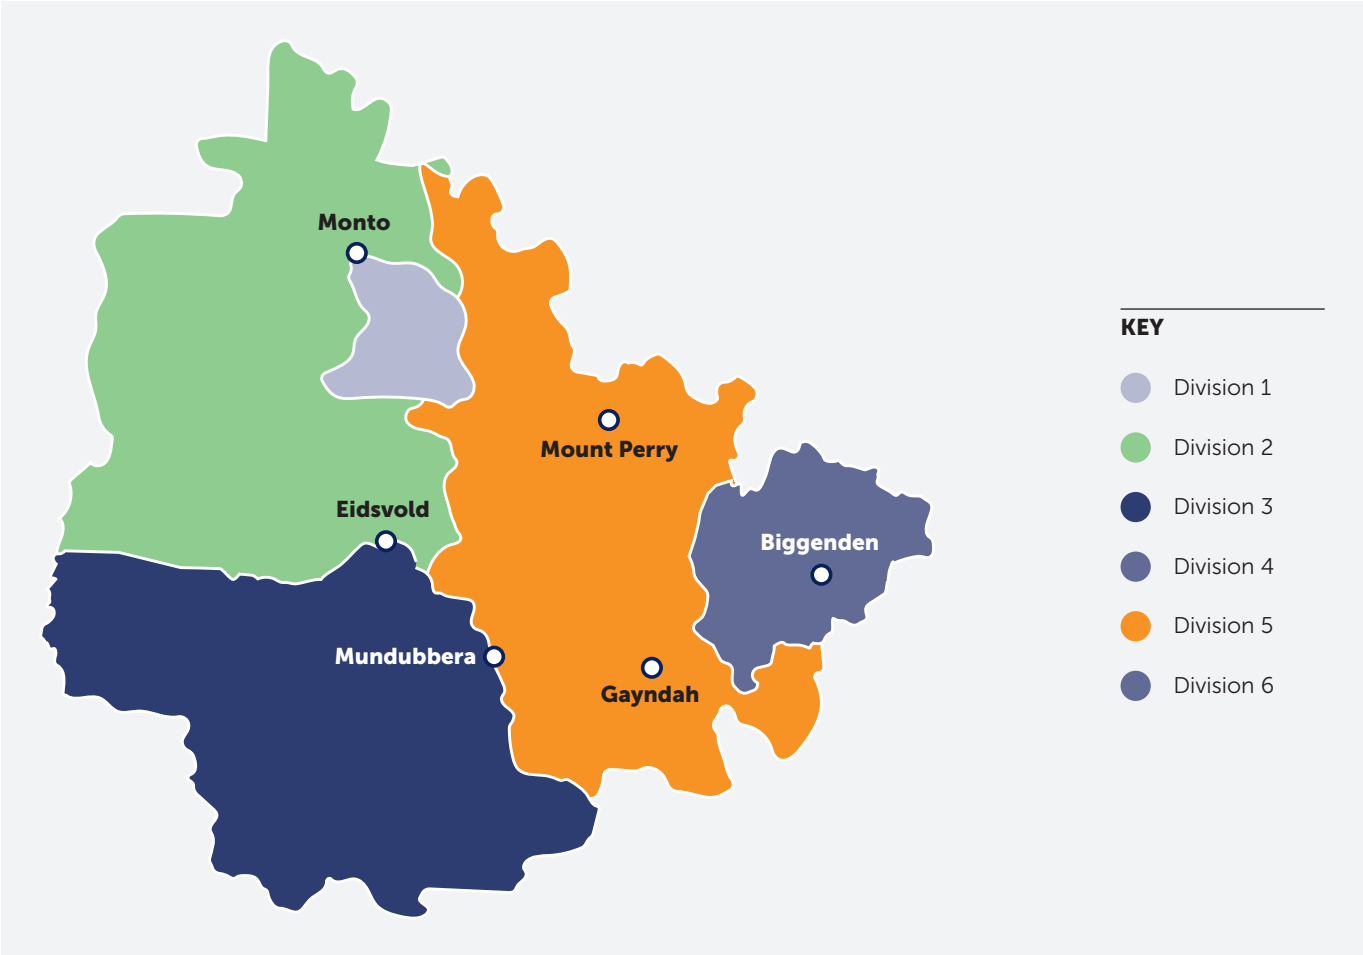 Monto
KEY
Division 1
Division 2
Mount Perry
Eidsvold
Division 3
Biggenden
Division 4
Division 5
Mundubbera
Division 6
Gayndah